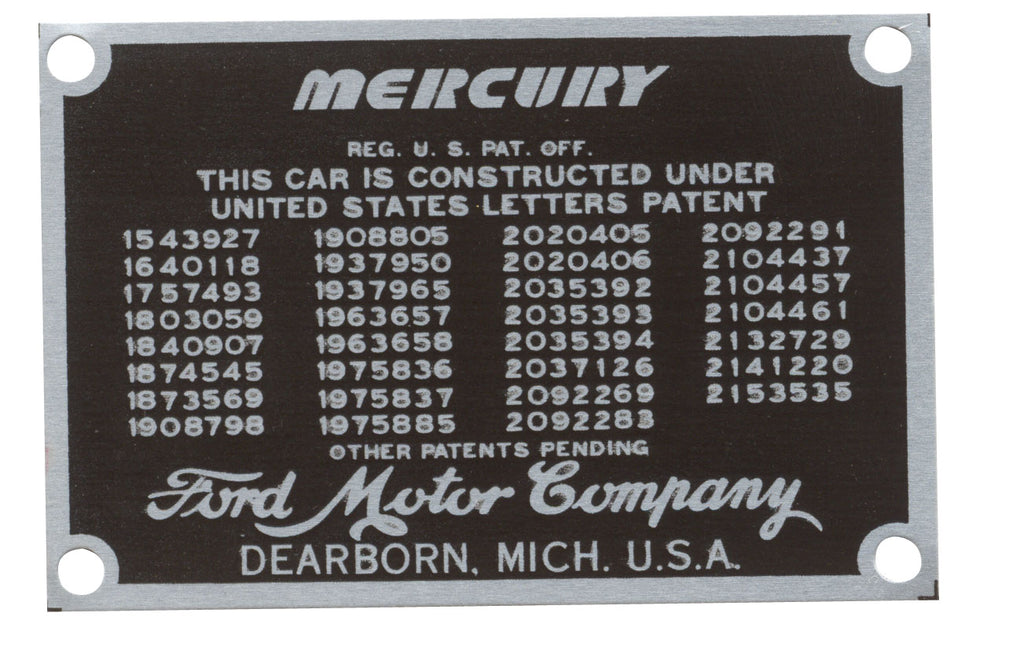 MERCURY
REG. U. S. PAT. OFF.
THIS CAR IS CONSTRUCTED UNDER
UNITED STATES LETTERS PATENT
1543927 1908805 2020405 2092291
1640118 1937950 2020406 2104437
1757493 1937965 2035392 2104457
1803059 1963657 2035393 2104461
1840907 1963658 2035394 2132729
1874545 1975836 2037126 2141220
1873569 1975837 2092269 2153535
1908798 1975885 2092283
OTHER PATENTS PENDING
Ford Motor Company
DEARBORN, MICH. U.S.A.